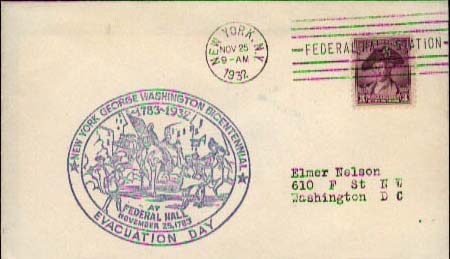 NEW YORK, N.Y.
NOV 25
9-AM
1932
FEDERAL HALL STATION
NEW YORK GEORGE WASHINGTON BICENTENNIAL
1783-1932
AT
FEDERAL HALL
NOVEMBER 25, 1783
EVACUATION DAY
Elmer Nelson
610 F St N W
Washington D C